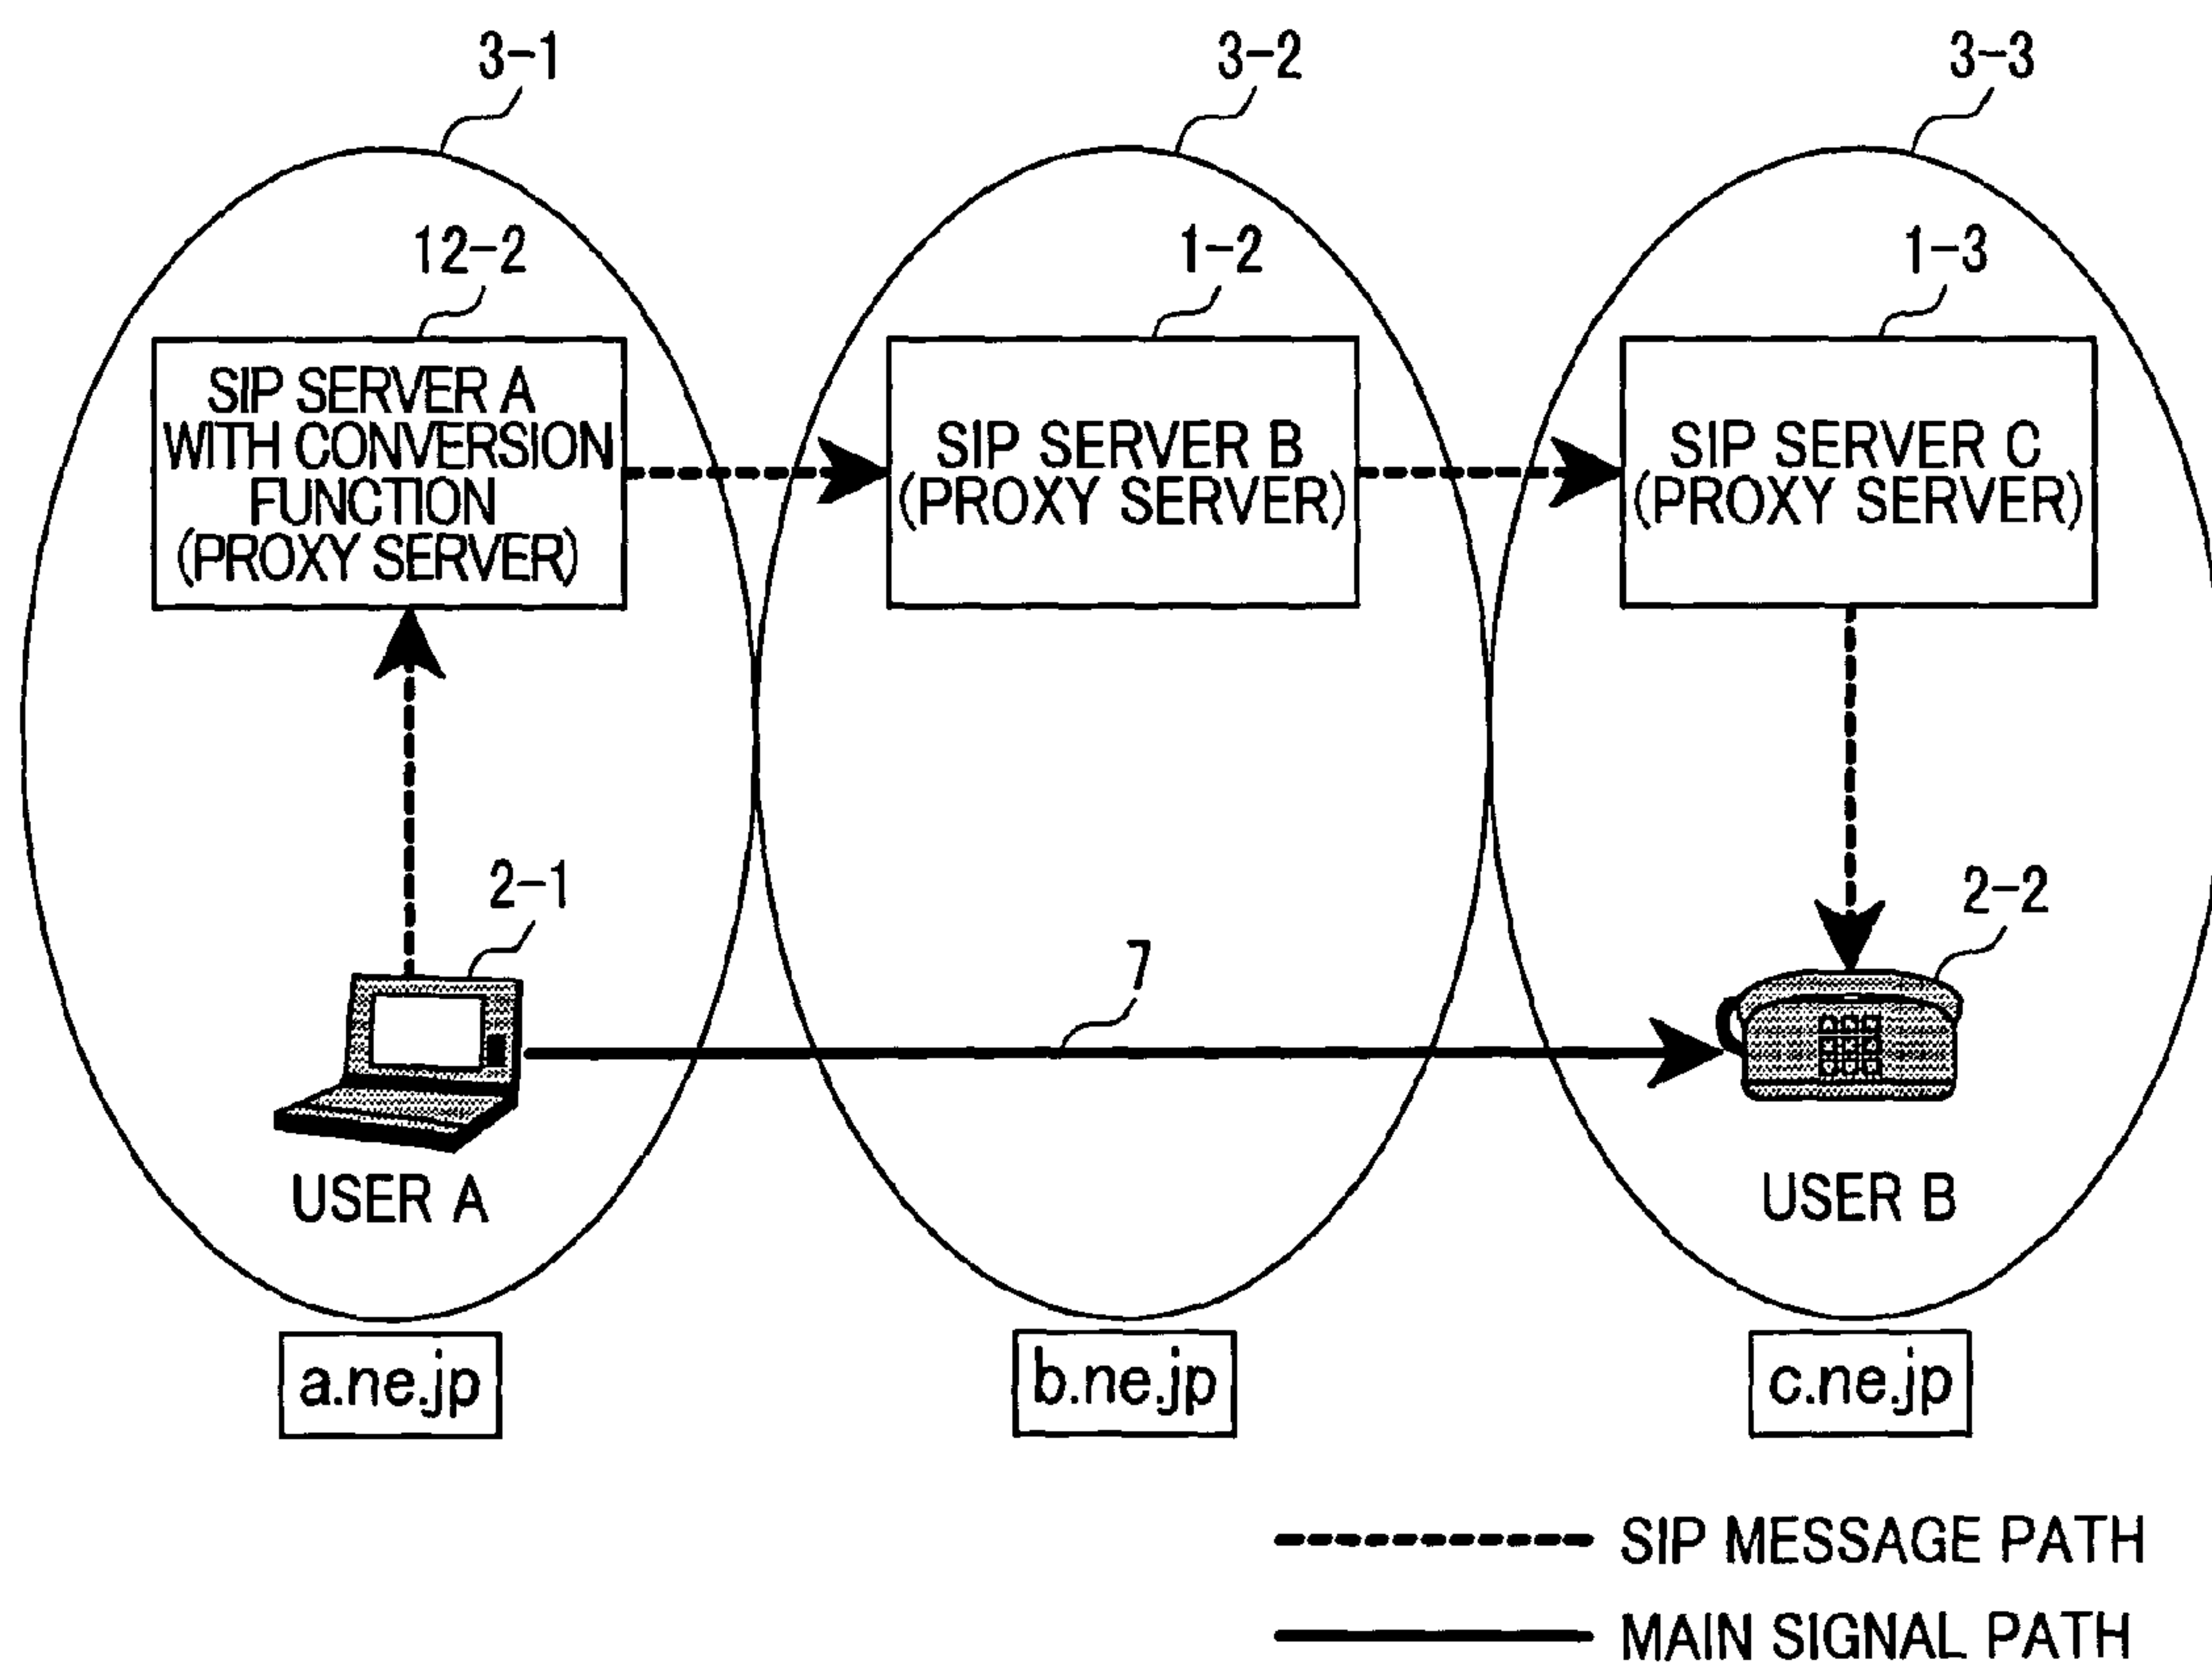 3-1
3-2
3-3
12-2
1-2
1-3
SIP SERVER A
WITH CONVERSION
FUNCTION
(PROXY SERVER)
SIP SERVER B
(PROXY SERVER)
SIP SERVER C
(PROXY SERVER)
2-1
7
2-2
USER A
USER B
a.ne.jp
b.ne.jp
c.ne.jp
SIP MESSAGE PATH
MAIN SIGNAL PATH